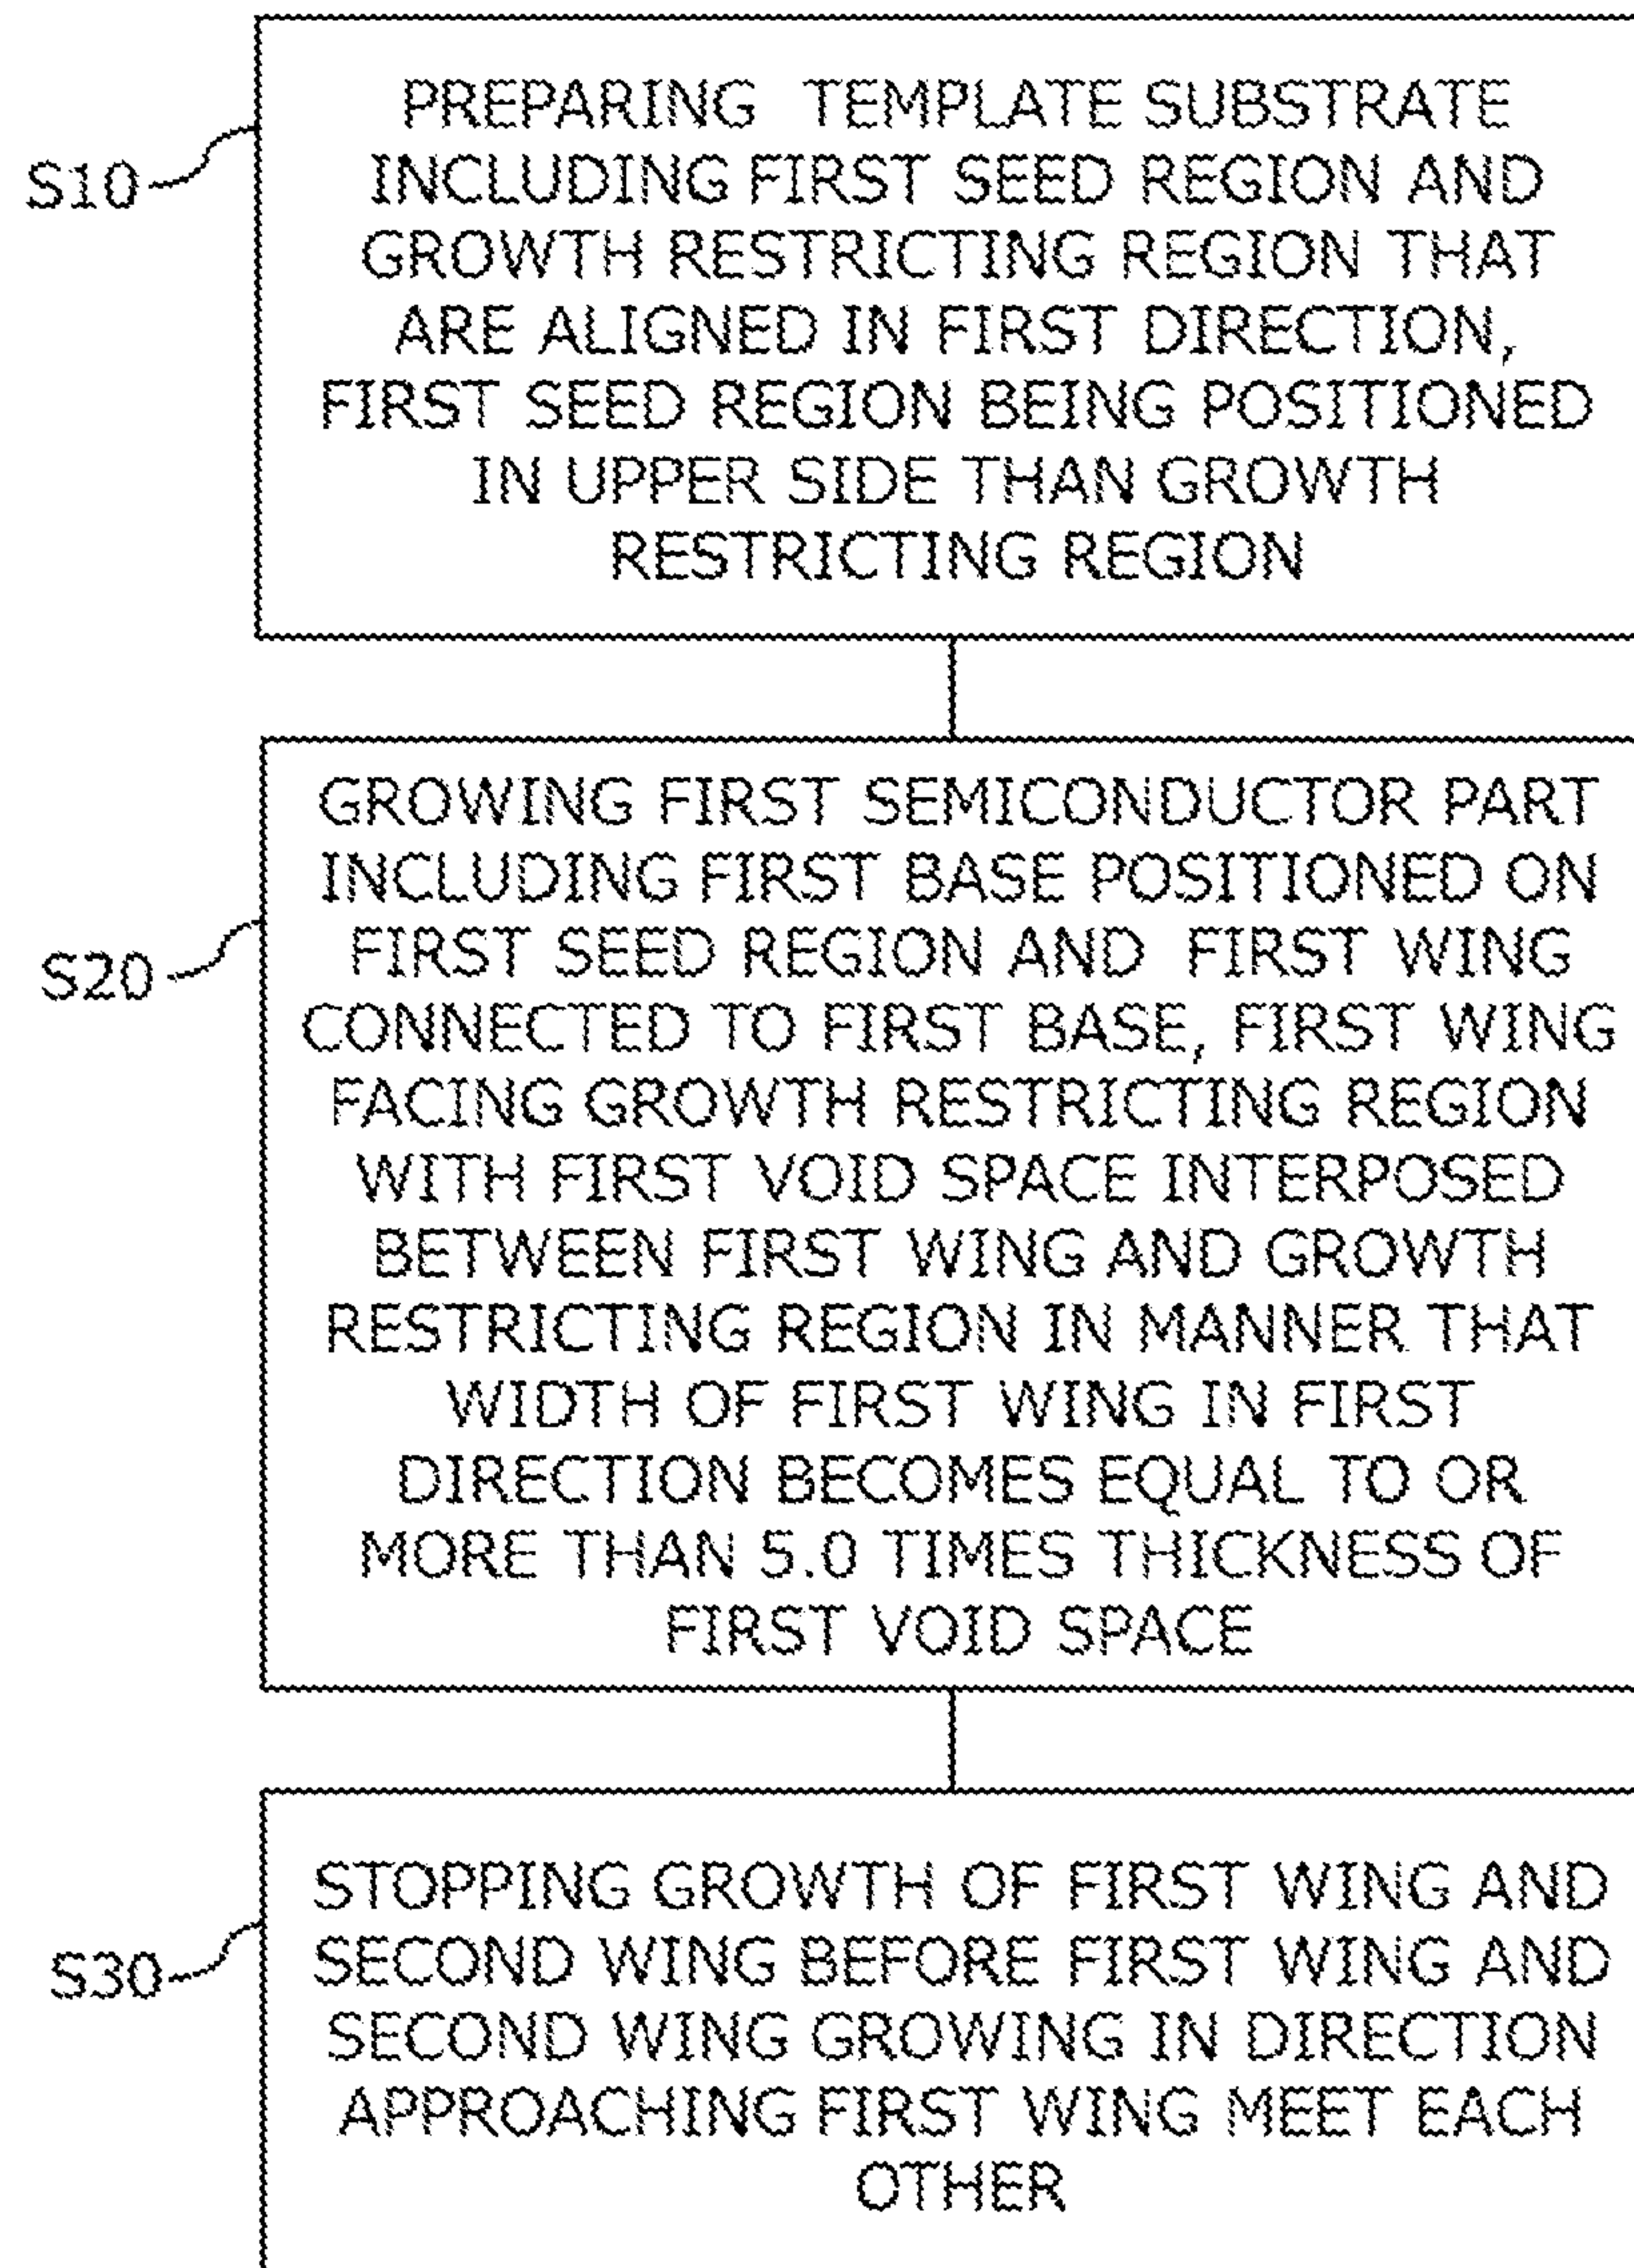 S10
PREPARING TEMPLATE SUBSTRATE
INCLUDING FIRST SEED REGION AND
GROWTH RESTRICTING REGION THAT
ARE ALIGNED IN FIRST DIRECTION,
FIRST SEED REGION BEING POSITIONED
IN UPPER SIDE THAN GROWTH
RESTRICTING REGION
S20
GROWING FIRST SEMICONDUCTOR PART
INCLUDING FIRST BASE POSITIONED ON
FIRST SEED REGION AND FIRST WING
CONNECTED TO FIRST BASE, FIRST WING
FACING GROWTH RESTRICTING REGION
WITH FIRST VOID SPACE INTERPOSED
BETWEEN FIRST WING AND GROWTH
RESTRICTING REGION IN MANNER THAT
WIDTH OF FIRST WING IN FIRST
DIRECTION BECOMES EQUAL TO OR
MORE THAN 5.0 TIMES THICKNESS OF
FIRST VOID SPACE
S30
STOPPING GROWTH OF FIRST WING AND
SECOND WING BEFORE FIRST WING AND
SECOND WING GROWING IN DIRECTION
APPROACHING FIRST WING MEET EACH
OTHER